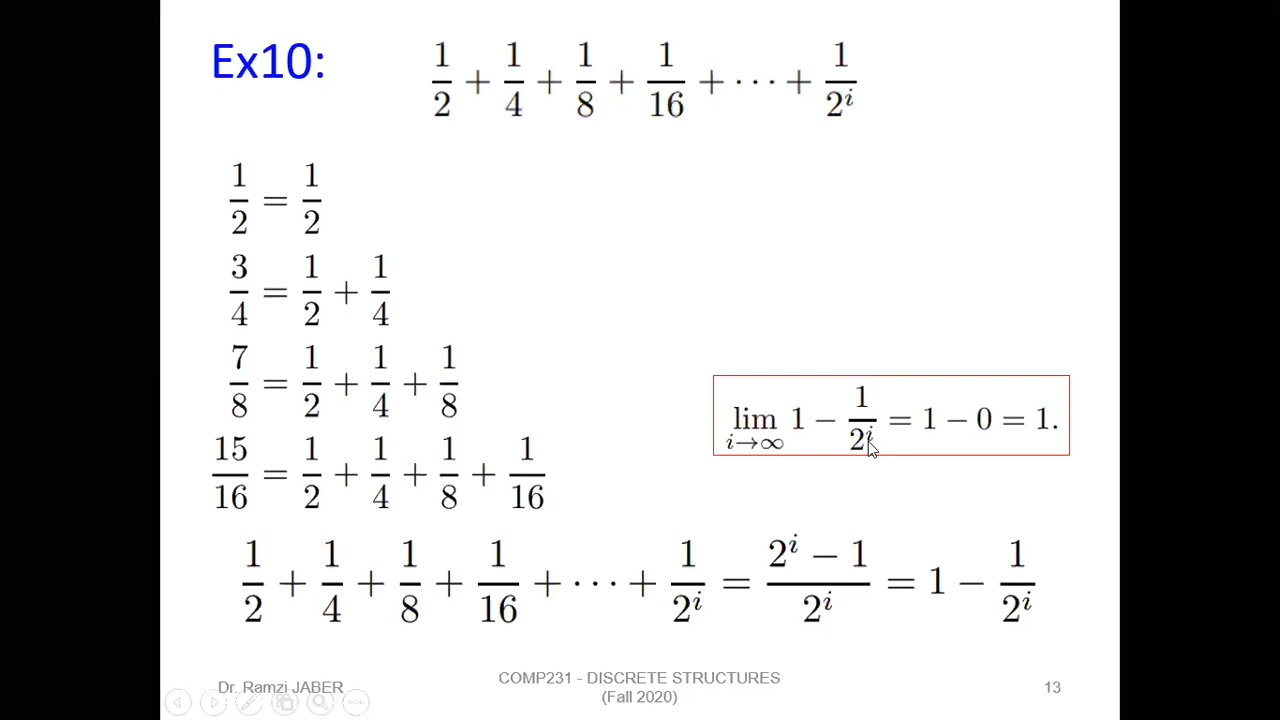 Ex10:
1/2 + 1/4 + 1/8 + 1/16 + ··· + 1/2^i
1/2 = 1/2
3/4 = 1/2 + 1/4
7/8 = 1/2 + 1/4 + 1/8
lim i→∞ 1 − 1/2^i = 1 − 0 = 1.
15/16 = 1/2 + 1/4 + 1/8 + 1/16
1/2 + 1/4 + 1/8 + 1/16 + ··· + 1/2^i = (2^i − 1)/2^i = 1 − 1/2^i
Dr. Ramzi JABER
COMP231 - DISCRETE STRUCTURES
(Fall 2020)
13